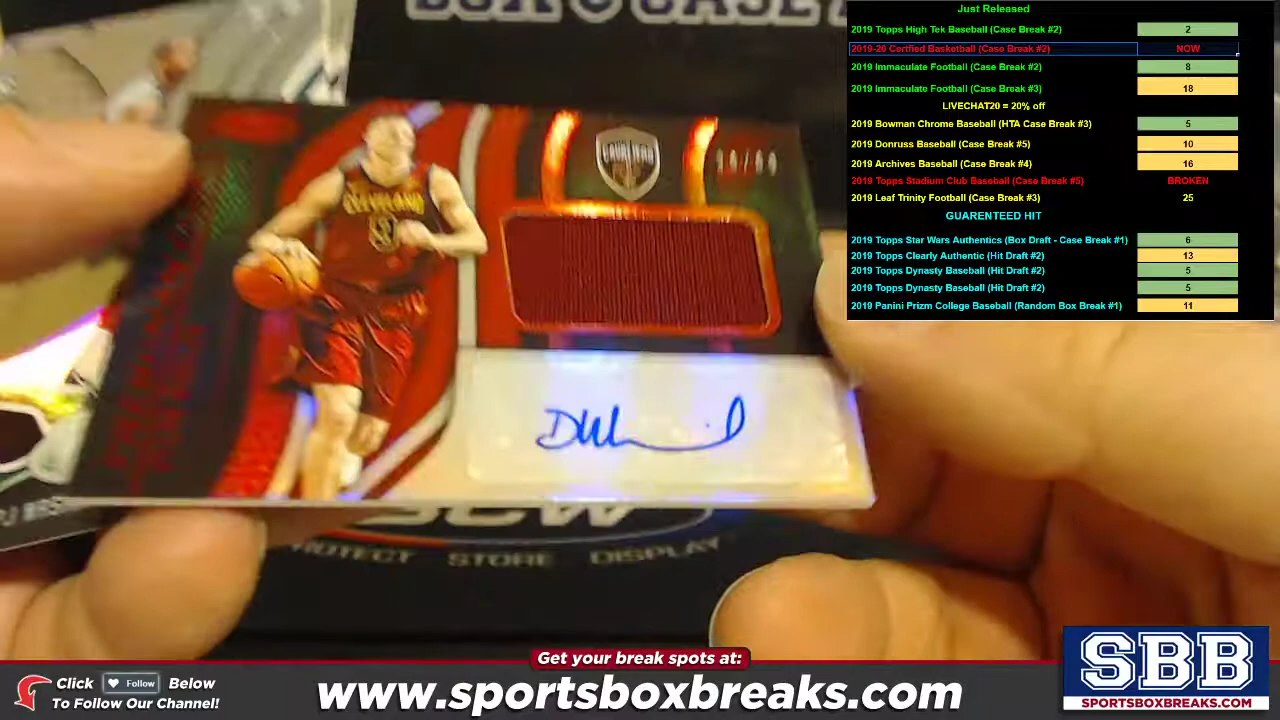 BOX CASE
Just Released
2019 Topps High Tek Baseball (Case Break #2) 2
2019-20 Certfied Basketball (Case Break #2) NOW
2019 Immaculate Football (Case Break #2) 8
2019 Immaculate Football (Case Break #3) 18
LIVECHAT20 = 20% off
2019 Bowman Chrome Baseball (HTA Case Break #3) 5
2019 Donruss Baseball (Case Break #5) 10
2019 Archives Baseball (Case Break #4) 16
2019 Topps Stadium Club Baseball (Case Break #5) BROKEN
2019 Leaf Trinity Football (Case Break #3) 25
GUARENTEED HIT
2019 Topps Star Wars Authentics (Box Draft - Case Break #1) 6
2019 Topps Clearly Authentic (Hit Draft #2) 13
2019 Topps Dynasty Baseball (Hit Draft #2) 5
2019 Topps Dynasty Baseball (Hit Draft #2) 5
2019 Panini Prizm College Baseball (Random Box Break #1) 11
CAVALIERS
CLEVELAND
BCW
PROTECT STORE DISPLAY
Get your break spots at:
www.sportsboxbreaks.com
Click Follow Below
To Follow Our Channel!
SBB
SPORTSBOXBREAKS.COM